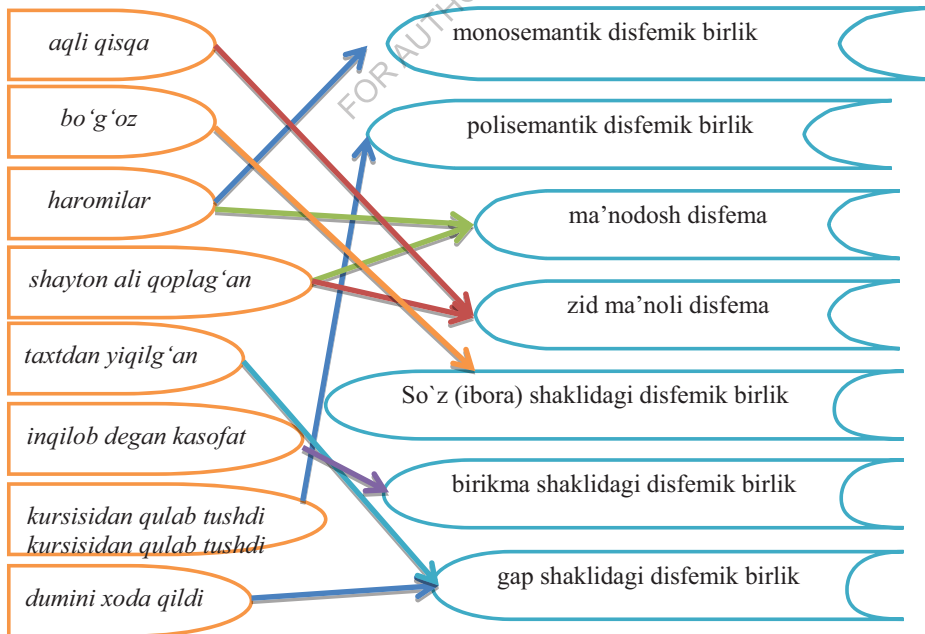 aqli qisqa
bo‘g‘oz
haromilar
shayton ali qoplag‘an
taxtdan yiqilg‘an
inqilob degan kasofat
kursisidan qulab tushdi
kursisidan qulab tushdi
dumini xoda qildi
FOR AUTHO
monosemantik disfemik birlik
polisemantik disfemik birlik
ma’nodosh disfema
zid ma’noli disfema
So`z (ibora) shaklidagi disfemik birlik
birikma shaklidagi disfemik birlik
gap shaklidagi disfemik birlik